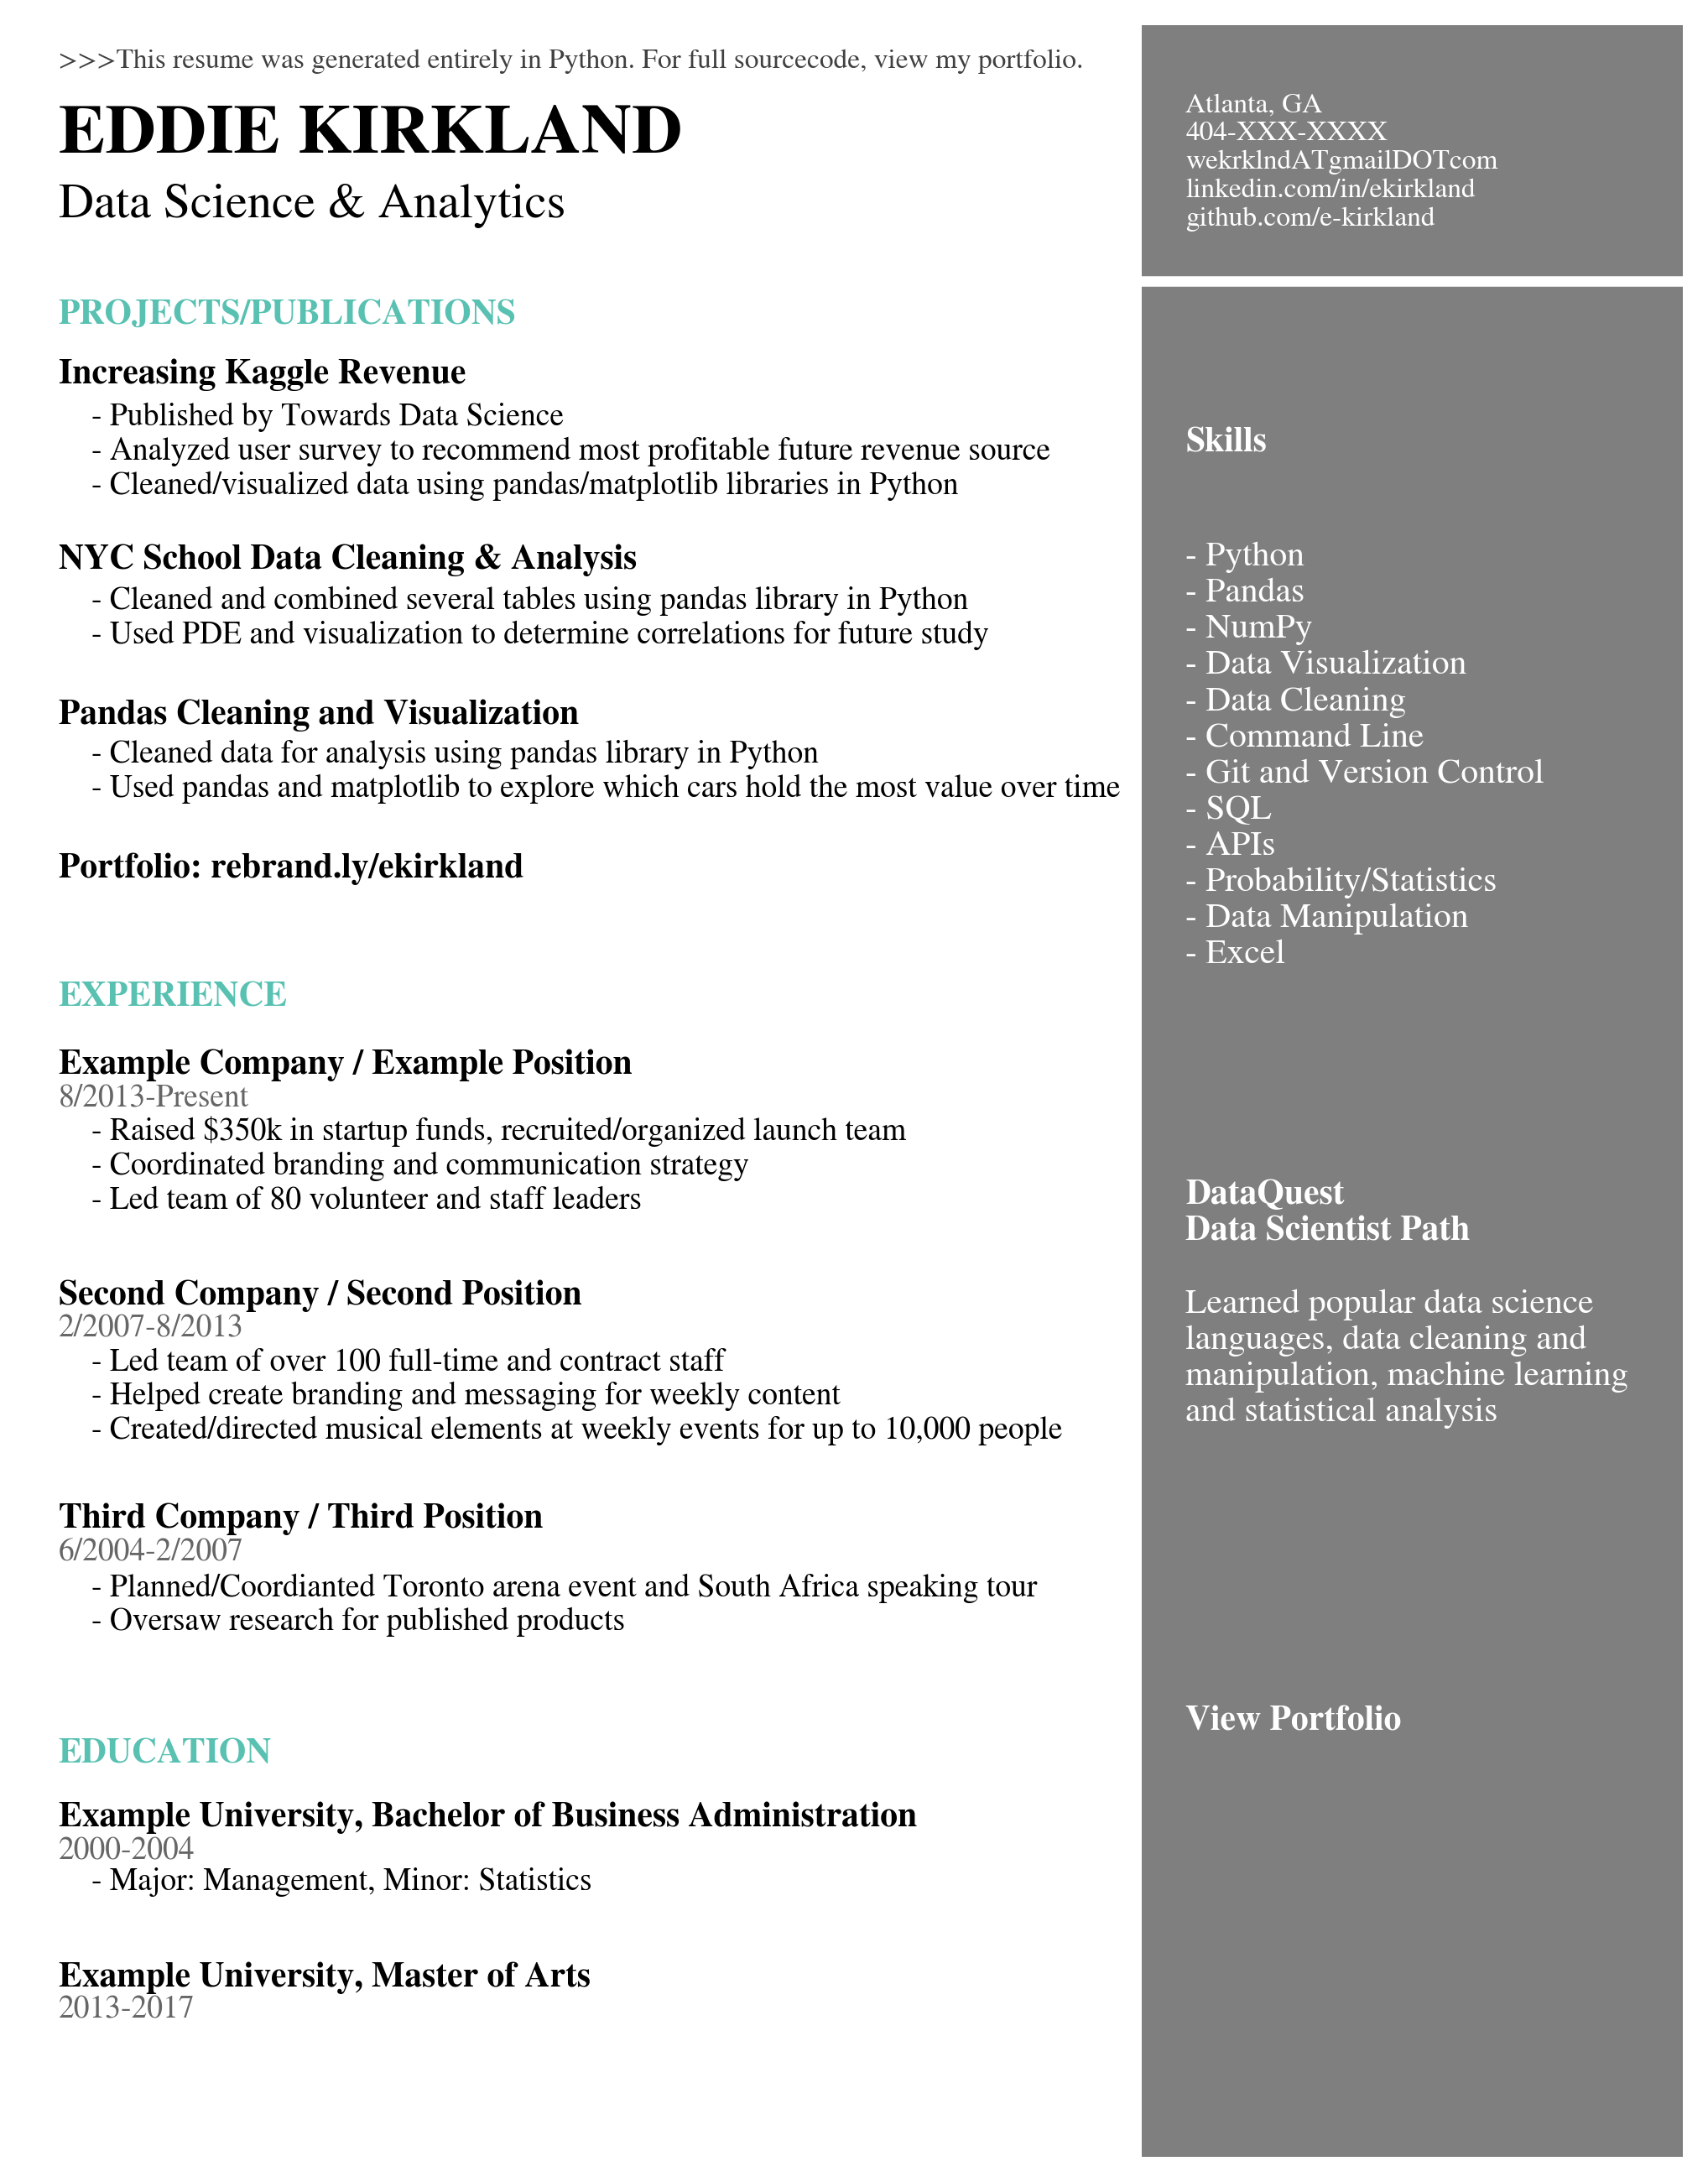 >>>This resume was generated entirely in Python. For full sourcecode, view my portfolio.
EDDIE KIRKLAND
Data Science & Analytics
PROJECTS/PUBLICATIONS
Increasing Kaggle Revenue
- Published by Towards Data Science
- Analyzed user survey to recommend most profitable future revenue source
- Cleaned/visualized data using pandas/matplotlib libraries in Python
NYC School Data Cleaning & Analysis
- Cleaned and combined several tables using pandas library in Python
- Used PDE and visualization to determine correlations for future study
Pandas Cleaning and Visualization
- Cleaned data for analysis using pandas library in Python
- Used pandas and matplotlib to explore which cars hold the most value over time
Portfolio: rebrand.ly/ekirkland
EXPERIENCE
Example Company / Example Position
8/2013-Present
- Raised $350k in startup funds, recruited/organized launch team
- Coordinated branding and communication strategy
- Led team of 80 volunteer and staff leaders
Second Company / Second Position
2/2007-8/2013
- Led team of over 100 full-time and contract staff
- Helped create branding and messaging for weekly content
- Created/directed musical elements at weekly events for up to 10,000 people
Third Company / Third Position
6/2004-2/2007
- Planned/Coordianted Toronto arena event and South Africa speaking tour
- Oversaw research for published products
EDUCATION
Example University, Bachelor of Business Administration
2000-2004
- Major: Management, Minor: Statistics
Example University, Master of Arts
2013-2017
Atlanta, GA
404-XXX-XXXX
wekrklndATgmailDOTcom
linkedin.com/in/ekirkland
github.com/e-kirkland
Skills
- Python
- Pandas
- NumPy
- Data Visualization
- Data Cleaning
- Command Line
- Git and Version Control
- SQL
- APIs
- Probability/Statistics
- Data Manipulation
- Excel
DataQuest
Data Scientist Path
Learned popular data science
languages, data cleaning and
manipulation, machine learning
and statistical analysis
View Portfolio